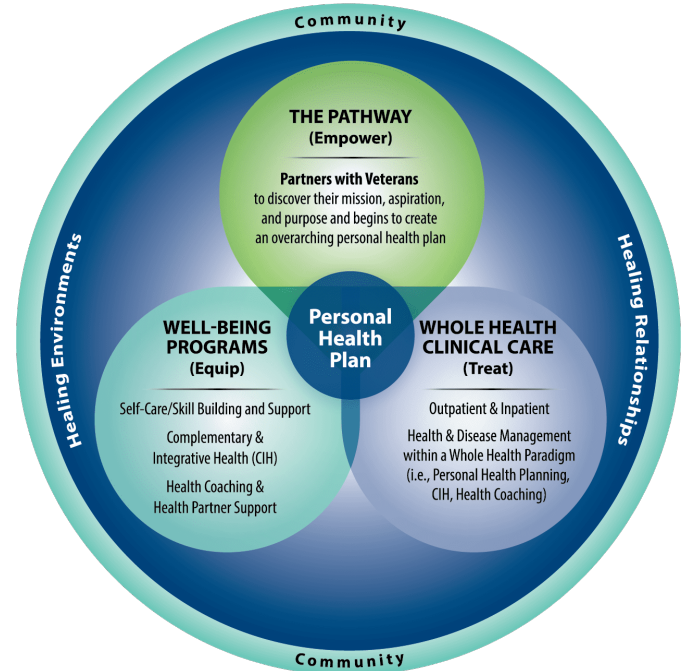 Community
THE PATHWAY
(Empower)
Partners with Veterans
to discover their mission, aspiration,
and purpose and begins to create
an overarching personal health plan
Healing Environments
Healing Relationships
Personal
Health
Plan
WELL-BEING
PROGRAMS
(Equip)
Self-Care/Skill Building and Support
Complementary &
Integrative Health (CIH)
Health Coaching &
Health Partner Support
WHOLE HEALTH
CLINICAL CARE
(Treat)
Outpatient & Inpatient
Health & Disease Management
within a Whole Health Paradigm
(i.e., Personal Health Planning,
CIH, Health Coaching)
Community